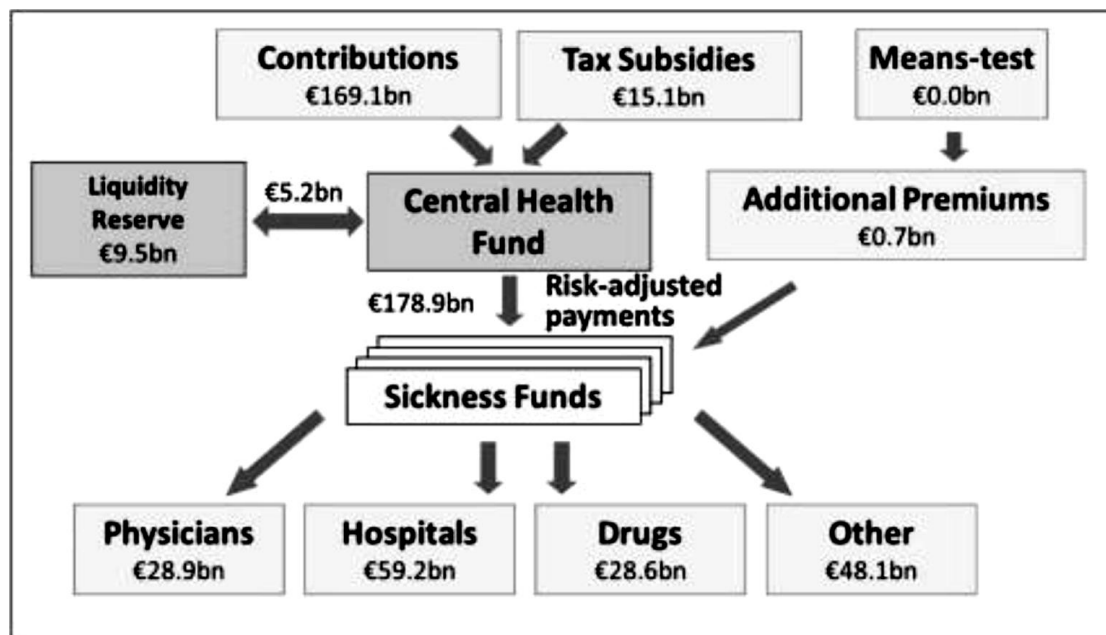 Contributions
€169.1bn
Tax Subsidies
€15.1bn
Means-test
€0.0bn
Liquidity
Reserve
€9.5bn
€5.2bn
Central Health
Fund
Additional Premiums
€0.7bn
€178.9bn
Risk-adjusted
payments
Sickness Funds
Physicians
€28.9bn
Hospitals
€59.2bn
Drugs
€28.6bn
Other
€48.1bn